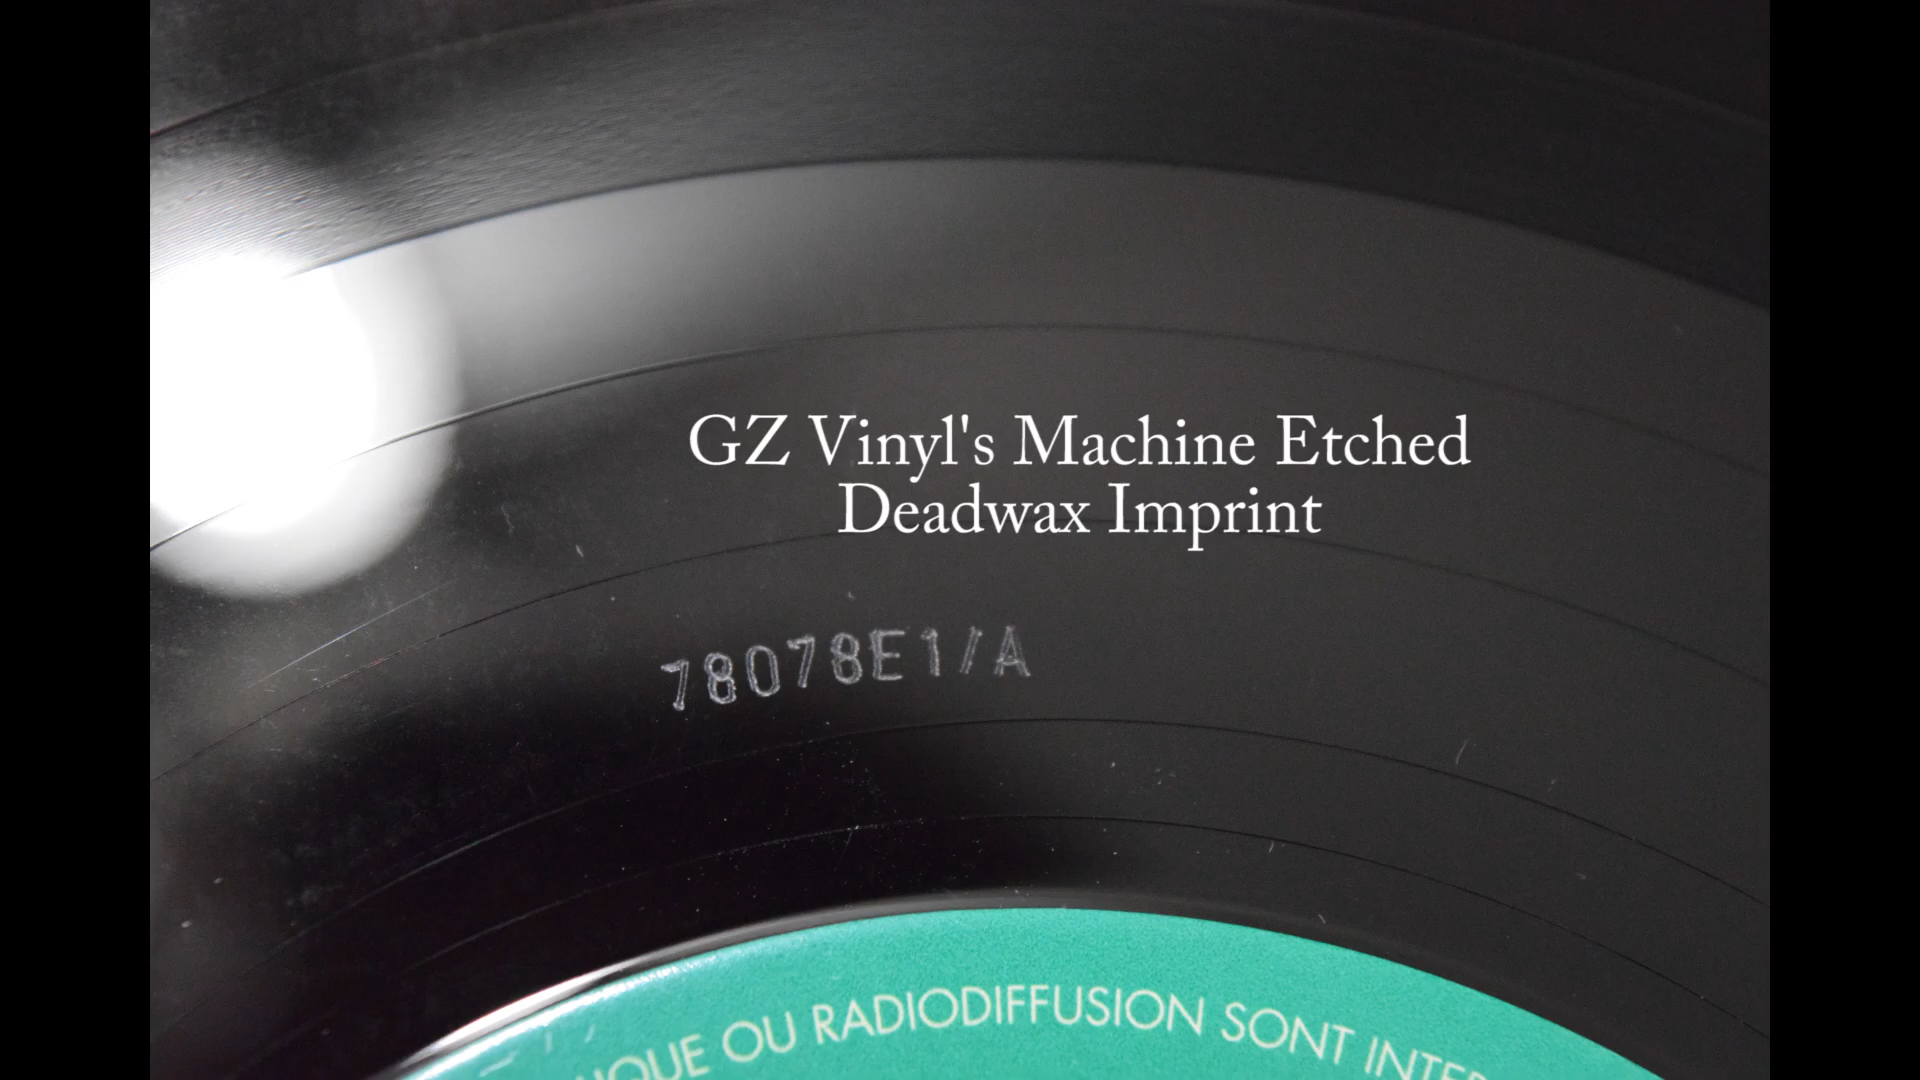 GZ Vinyl's Machine Etched
Deadwax Imprint
78078E1/A
OU RADIODIFFUSION SONT